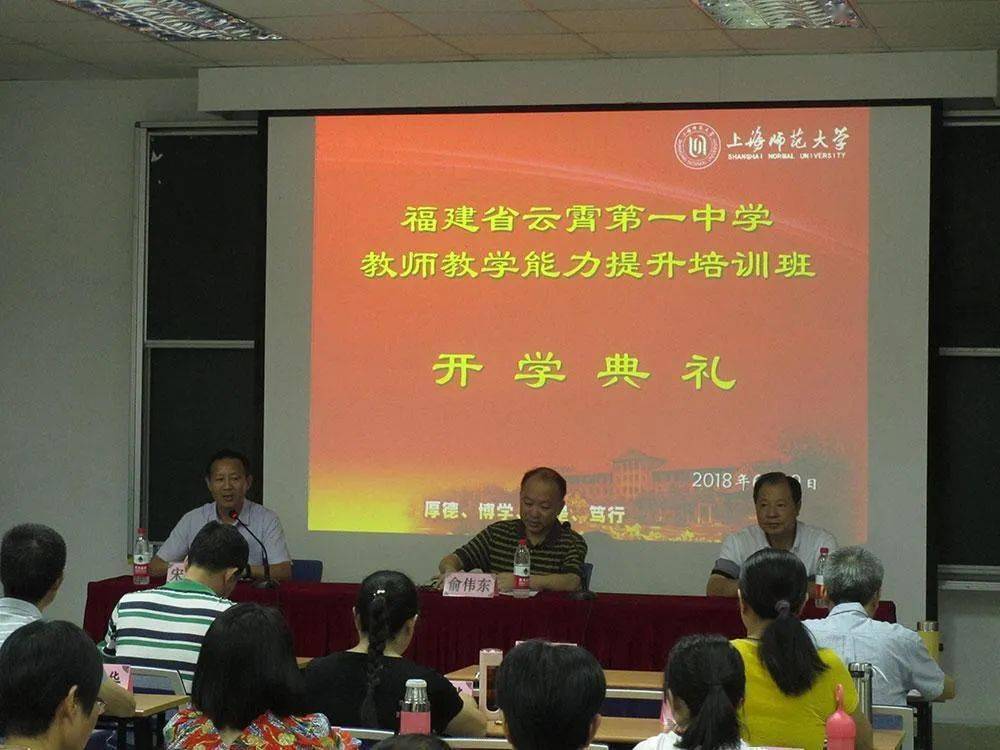 上海师范大学
SHANGHAI NORMAL UNIVERSITY
福建省云霄第一中学
教师教学能力提升培训班
开学典礼
2018年
日
厚德、博学、
笃行
宋
俞伟东
华